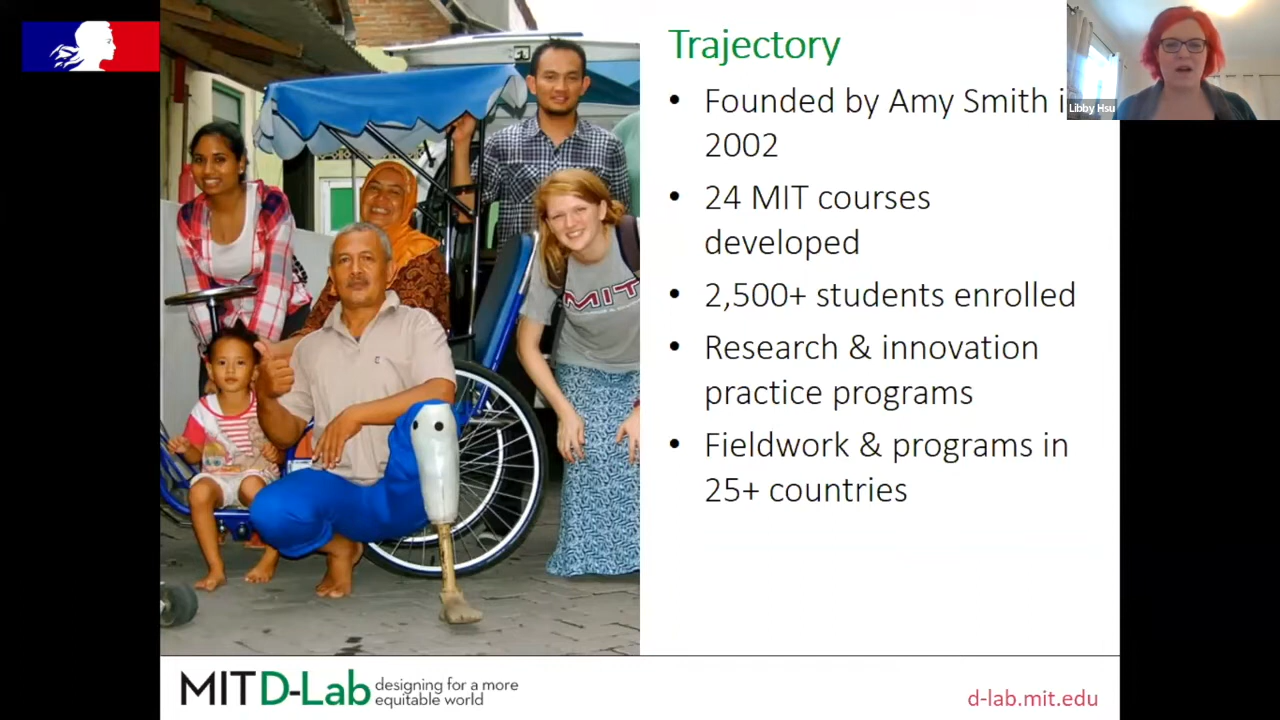 Trajectory
• Founded by Amy Smith i
2002
• 24 MIT courses
developed
• 2,500+ students enrolled
• Research & innovation
practice programs
• Fieldwork & programs in
25+ countries
Libby Hsu
MIT
MIT D-Lab designing for a more
equitable world
d-lab.mit.edu